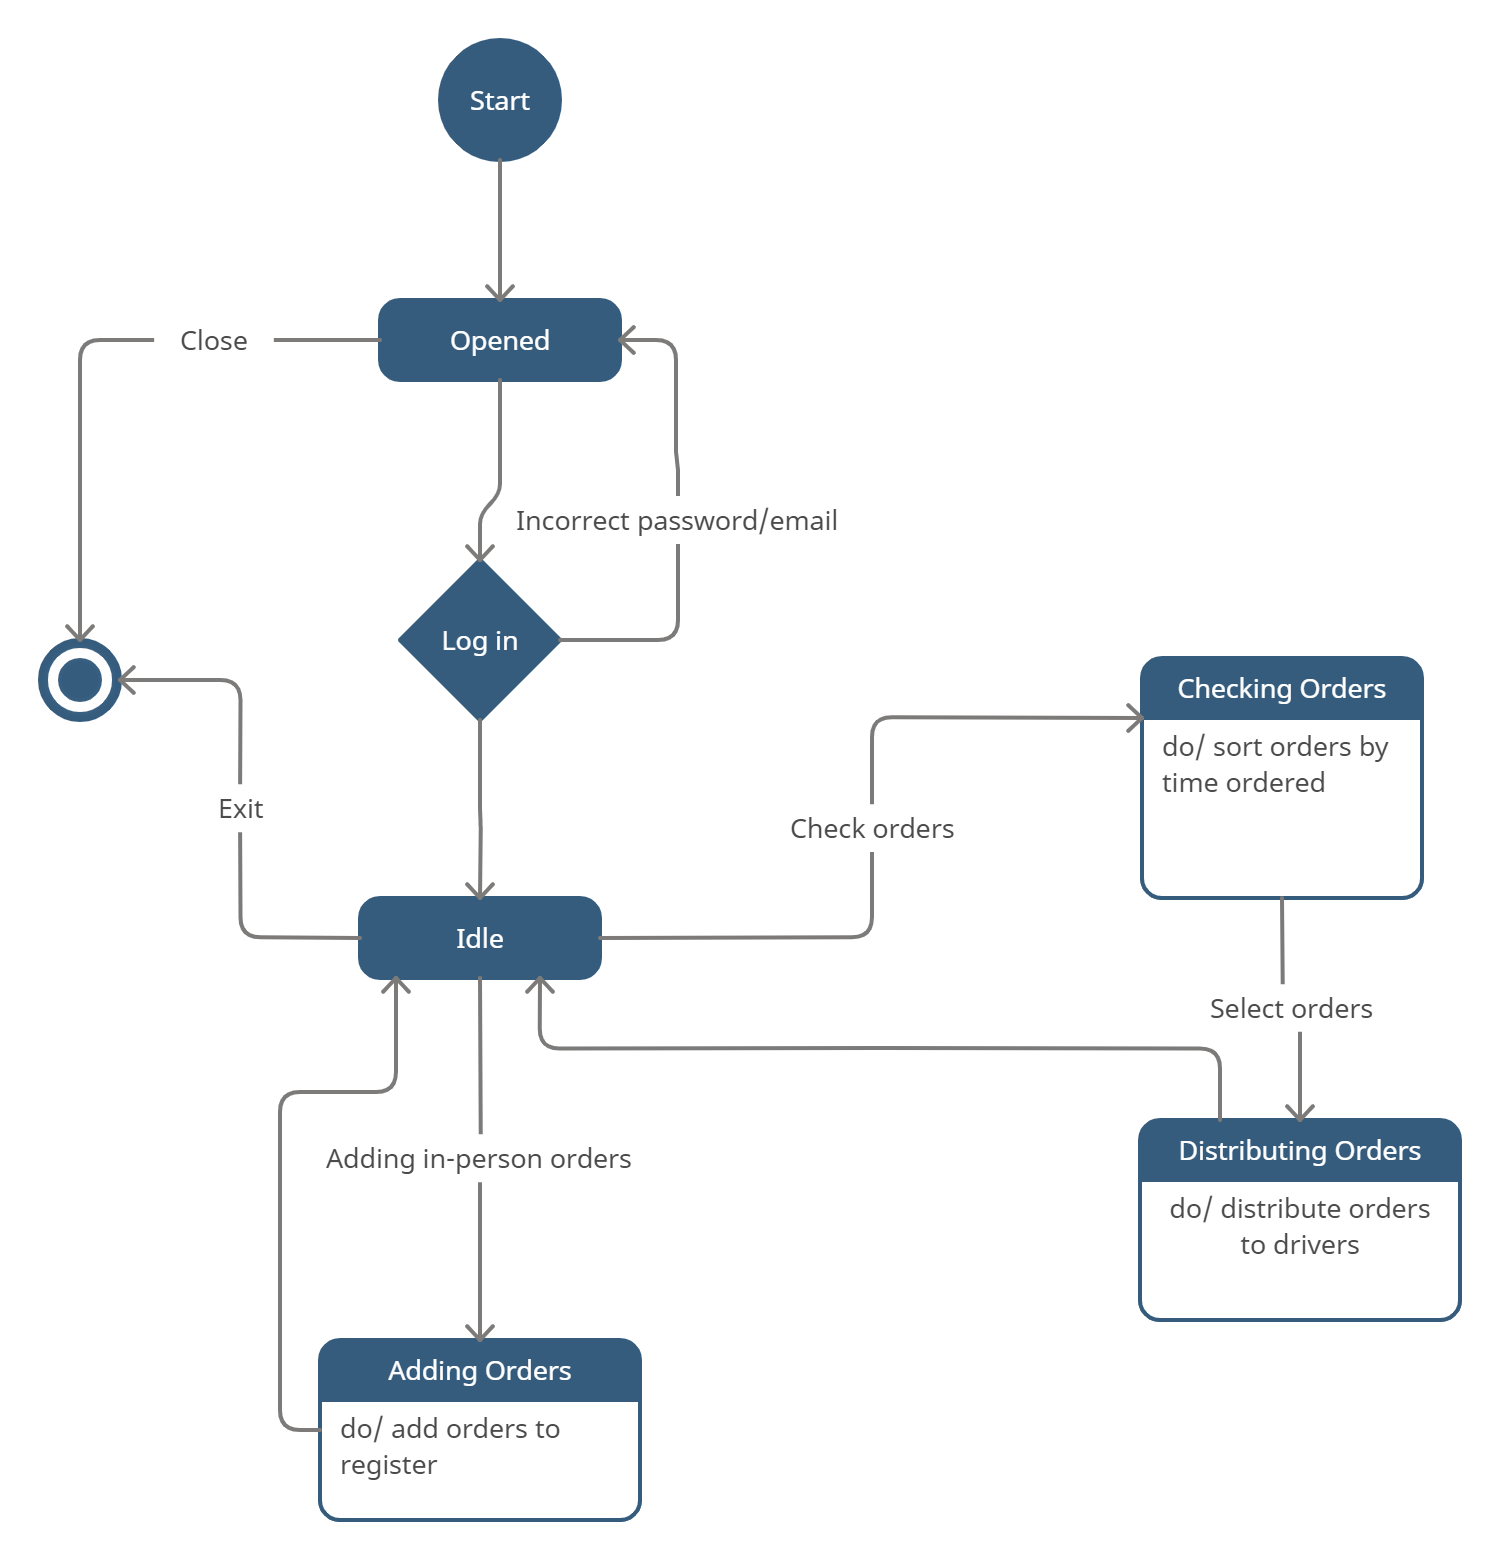 Start
Opened
Close
Incorrect password/email
Log in
Checking Orders
do/ sort orders by
time ordered
Exit
Check orders
Idle
Select orders
Adding in-person orders
Distributing Orders
do/ distribute orders
to drivers
Adding Orders
do/ add orders to
register